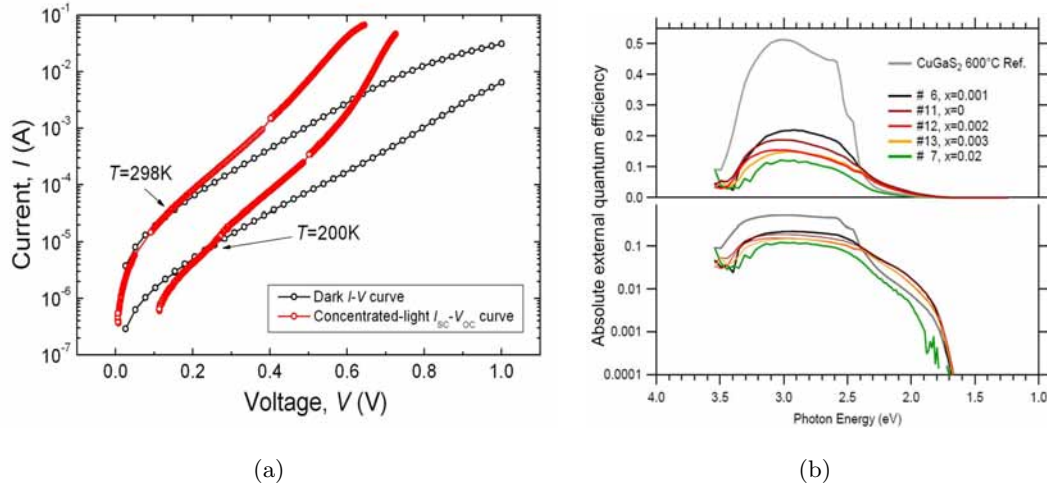 10⁻¹
10⁻²
10⁻³
10⁻⁴
10⁻⁵
10⁻⁶
10⁻⁷
Current, I (A)
T=298K
T=200K
Dark I-V curve
Concentrated-light I_SC-V_OC curve
0.0 0.2 0.4 0.6 0.8 1.0
Voltage, V (V)
(a)
Absolute external quantum efficiency
0.5
0.4
0.3
0.2
0.1
0.0
CuGaS₂ 600°C Ref.
# 6, x=0.001
#11, x=0
#12, x=0.002
#13, x=0.003
# 7, x=0.02
0.1
0.01
0.001
0.0001
4.0 3.5 3.0 2.5 2.0 1.5 1.0
Photon Energy (eV)
(b)